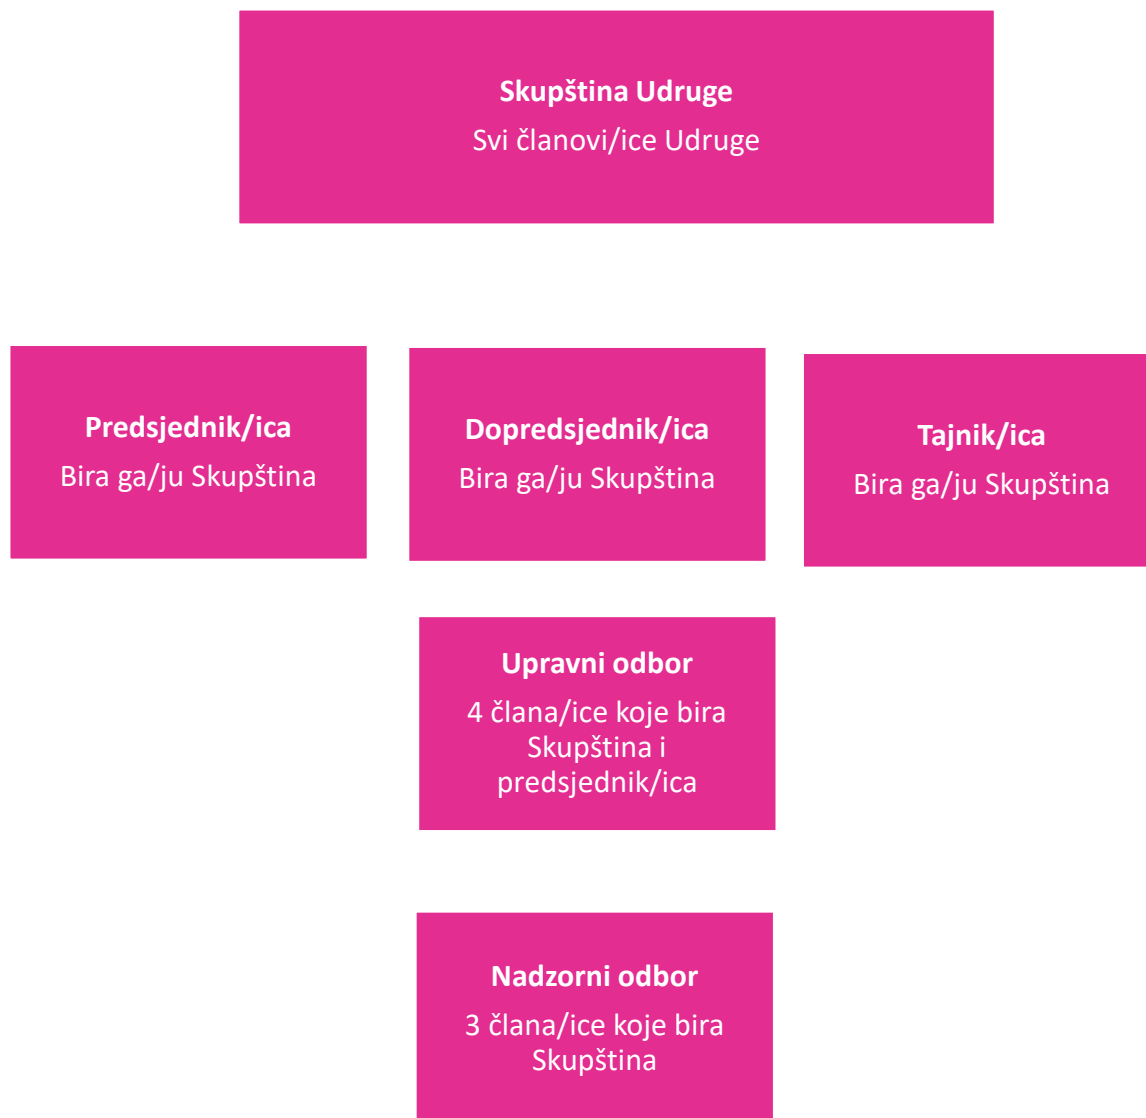 Skupština Udruge
Svi članovi/ice Udruge
Predsjednik/ica
Bira ga/ju Skupština
Dopredsjednik/ica
Bira ga/ju Skupština
Tajnik/ica
Bira ga/ju Skupština
Upravni odbor
4 člana/ice koje bira
Skupština i
predsjednik/ica
Nadzorni odbor
3 člana/ice koje bira
Skupština